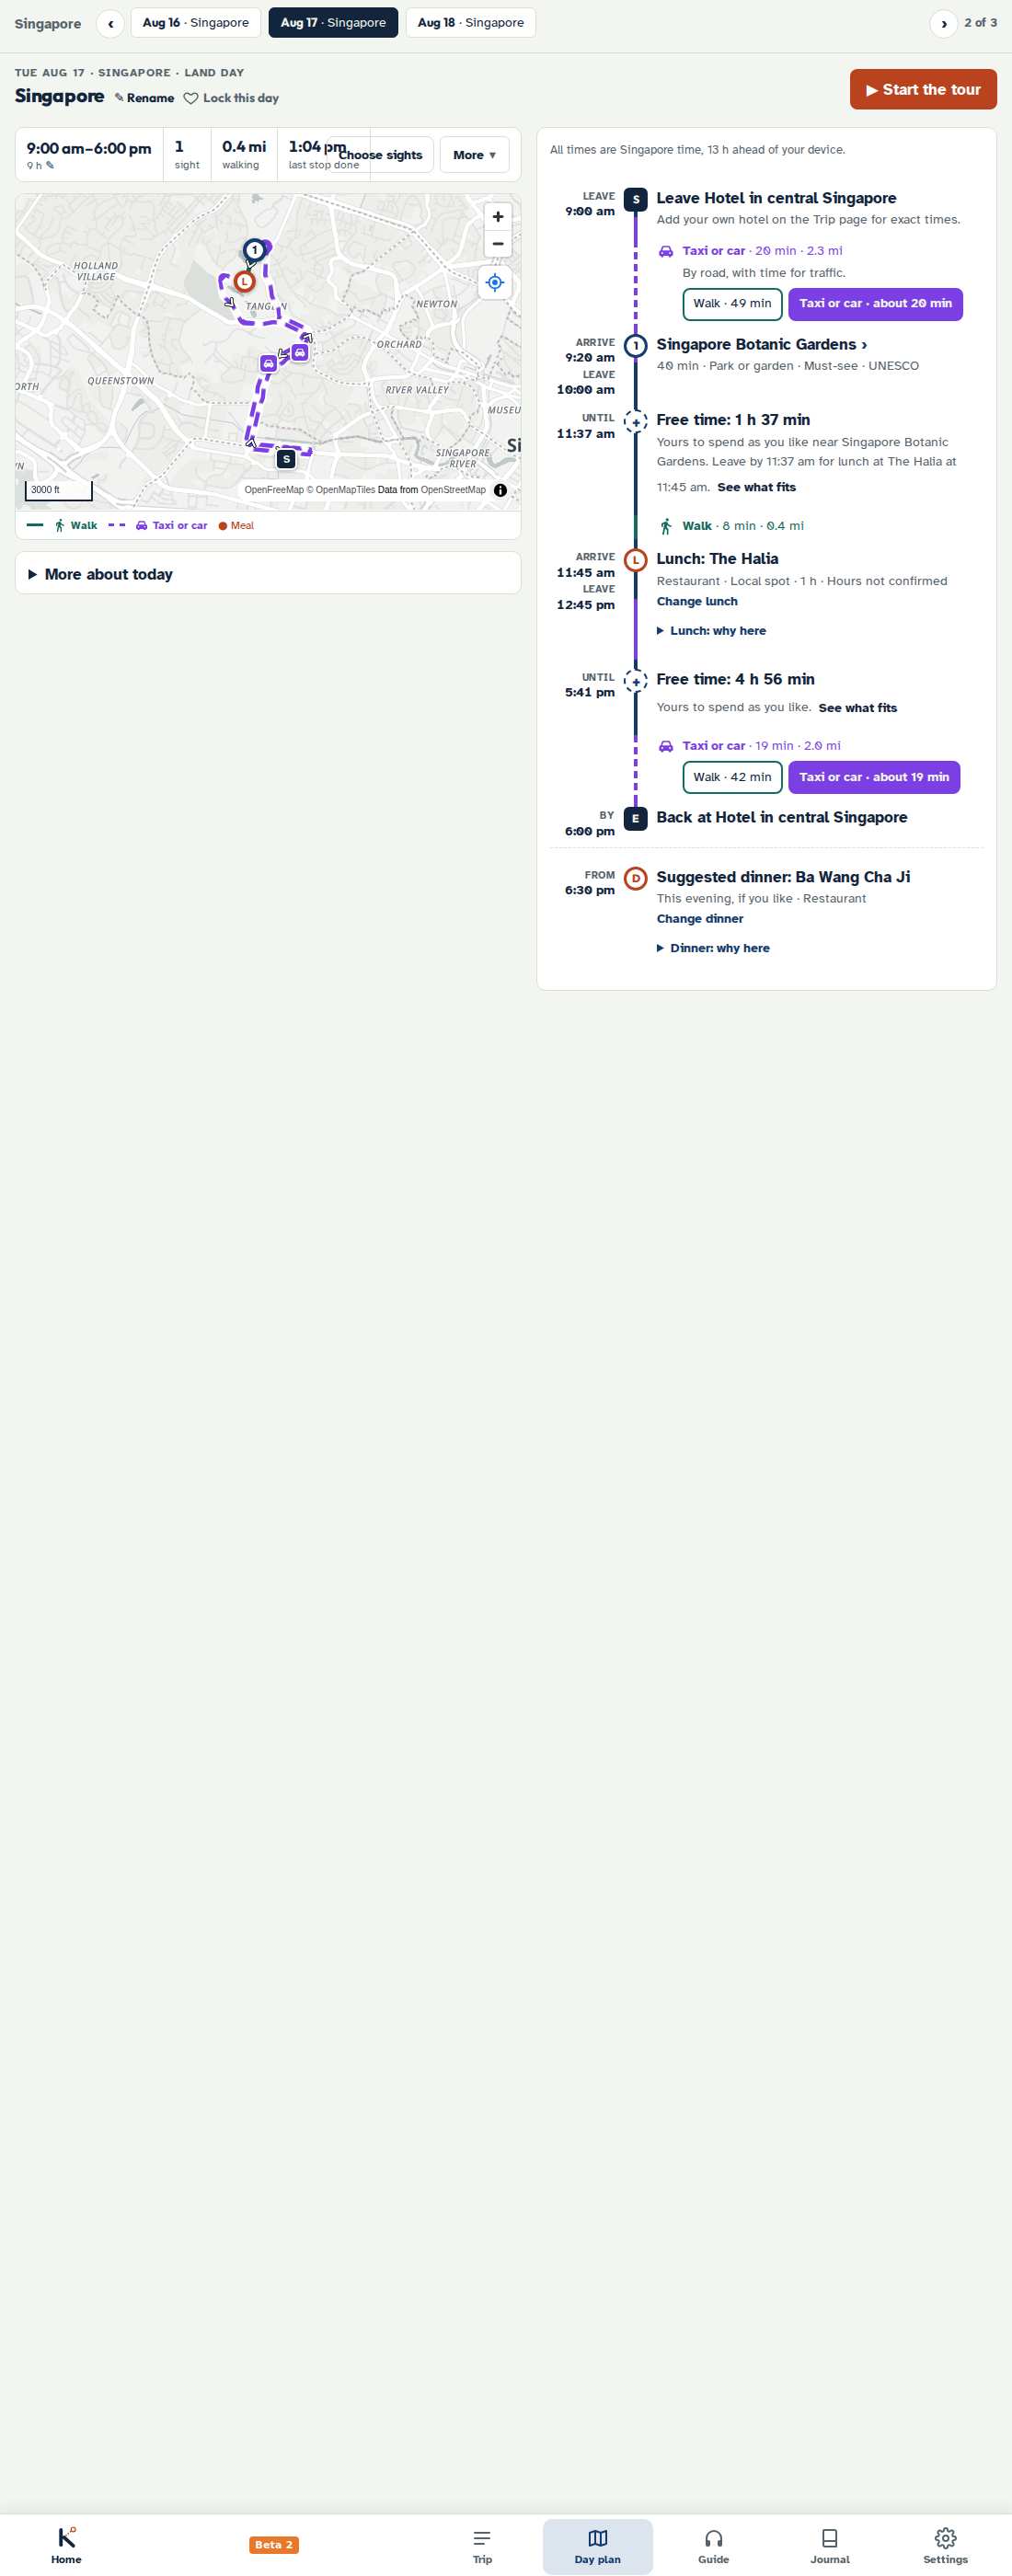 Singapore
‹
Aug 16 · Singapore
Aug 17 · Singapore
Aug 18 · Singapore
›
2 of 3
TUE AUG 17 · SINGAPORE · LAND DAY
Singapore ✎ Rename Lock this day
▶ Start the tour
9:00 am–6:00 pm
9 h ✎
1
sight
0.4 mi
walking
1:04 pm
last stop done
Choose sights
More ▾
HOLLAND
VILLAGE
NEWTON
ORCHARD
QUEENSTOWN
RIVER VALLEY
MUSEU
SINGAPORE
RIVER
Si
ORTH
1
L
S
+
−
3000 ft
OpenFreeMap © OpenMapTiles Data from OpenStreetMap
Walk
Taxi or car
Meal
▶ More about today
All times are Singapore time, 13 h ahead of your device.
LEAVE
9:00 am
S
Leave Hotel in central Singapore
Add your own hotel on the Trip page for exact times.
Taxi or car · 20 min · 2.3 mi
By road, with time for traffic.
Walk · 49 min
Taxi or car · about 20 min
ARRIVE
9:20 am
LEAVE
10:00 am
1
Singapore Botanic Gardens ›
40 min · Park or garden · Must-see · UNESCO
UNTIL
11:37 am
+
Free time: 1 h 37 min
Yours to spend as you like near Singapore Botanic
Gardens. Leave by 11:37 am for lunch at The Halia at
11:45 am. See what fits
Walk · 8 min · 0.4 mi
ARRIVE
11:45 am
LEAVE
12:45 pm
L
Lunch: The Halia
Restaurant · Local spot · 1 h · Hours not confirmed
Change lunch
▶ Lunch: why here
UNTIL
5:41 pm
+
Free time: 4 h 56 min
Yours to spend as you like. See what fits
Taxi or car · 19 min · 2.0 mi
Walk · 42 min
Taxi or car · about 19 min
BY
6:00 pm
E
Back at Hotel in central Singapore
FROM
6:30 pm
D
Suggested dinner: Ba Wang Cha Ji
This evening, if you like · Restaurant
Change dinner
▶ Dinner: why here
Home
Beta 2
Trip
Day plan
Guide
Journal
Settings